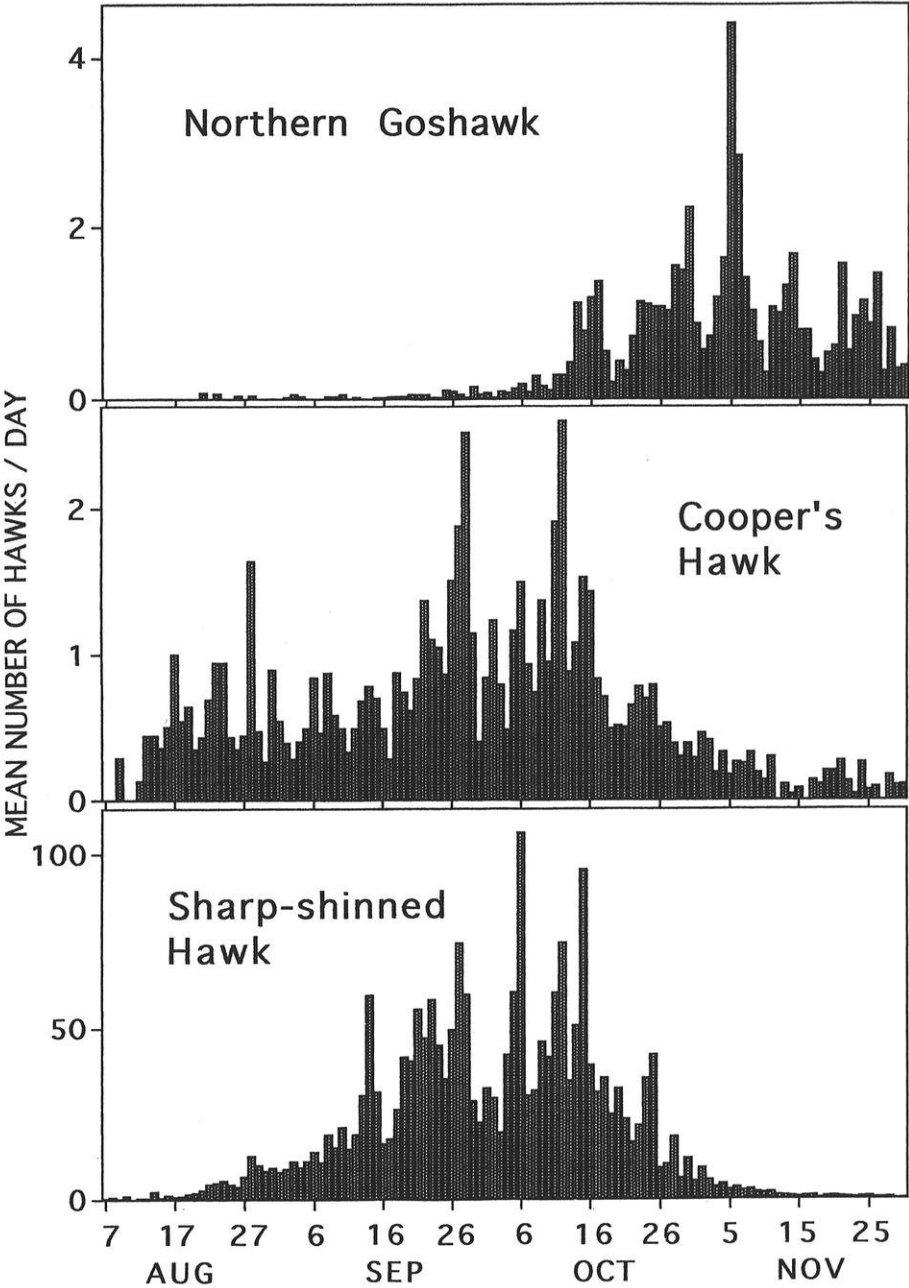 MEAN NUMBER OF HAWKS / DAY
4
2
0
Northern Goshawk
2
1
0
Cooper's
Hawk
100
50
0
Sharp-shinned
Hawk
7 17 27 6 16 26 6 16 26 5 15 25
AUG SEP OCT NOV